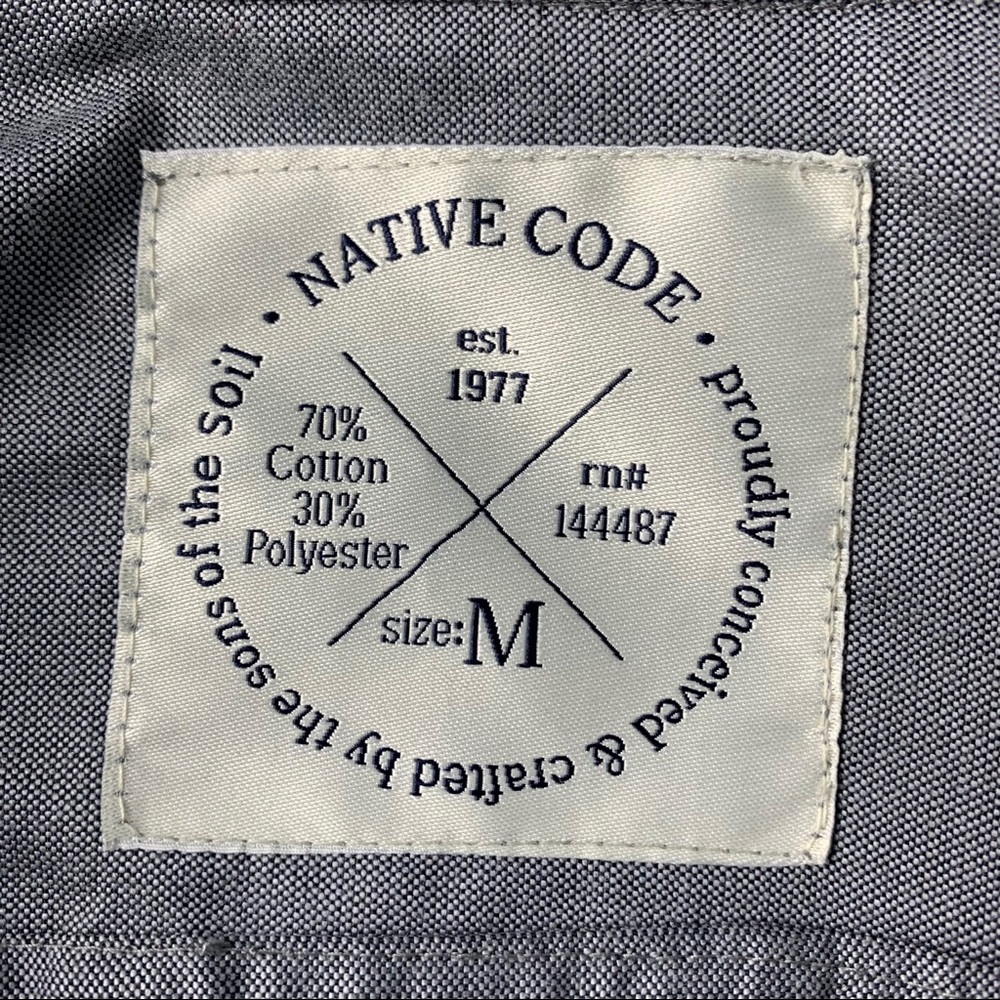 • NATIVE CODE • proudly conceived & crafted by the sons of the soil
est.
1977
70%
Cotton
30%
Polyester
rn#
144487
size:M